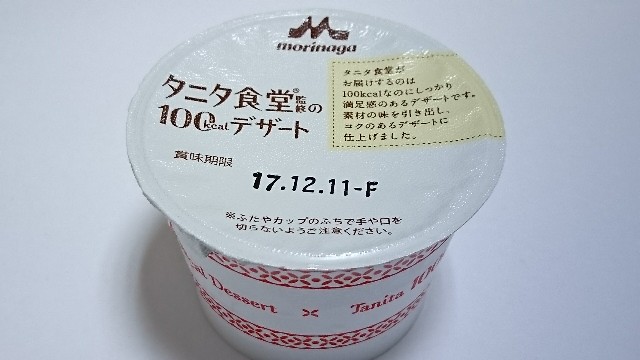 morinaga
タニタ食堂®監修の
100kcalデザート
タニタ食堂が
お届けするのは
100kcalなのにしっかり
満足感のあるデザートです。
素材の味を引き出し、
コクのあるデザートに
仕上げました。
賞味期限
17.12.11-F
※ふたやカップのふちで手や口を
切らないようご注意ください。
Dessert × Tanita 100